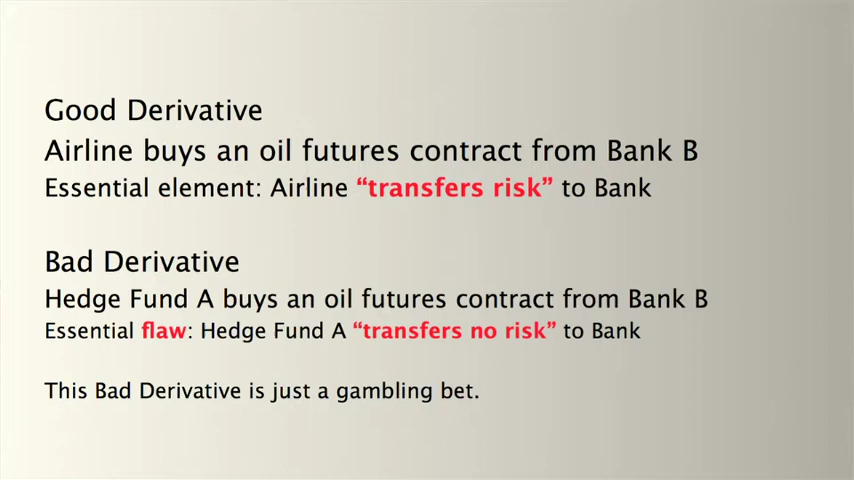 Good Derivative
Airline buys an oil futures contract from Bank B
Essential element: Airline “transfers risk” to Bank
Bad Derivative
Hedge Fund A buys an oil futures contract from Bank B
Essential flaw: Hedge Fund A “transfers no risk” to Bank
This Bad Derivative is just a gambling bet.